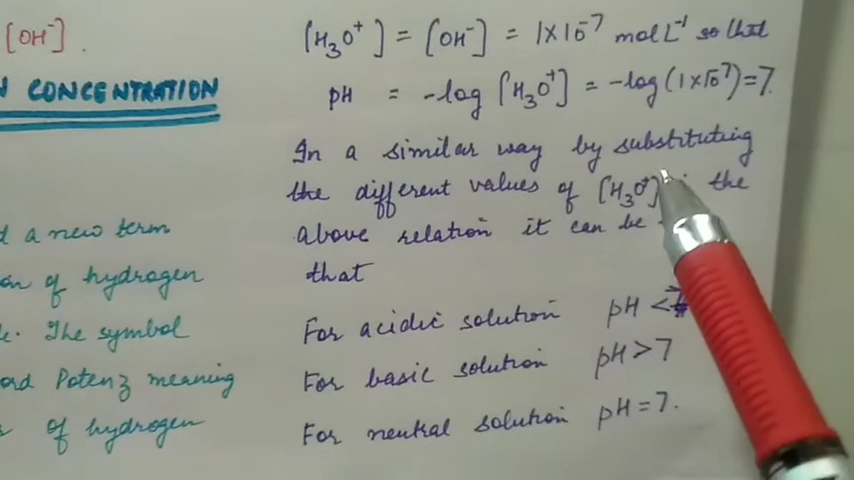 [OH⁻].
N CONCENTRATION
a new term
on of hydrogen
The symbol
ord Potenz meaning
of hydrogen
[H₃O⁺] = [OH⁻] = 1×10⁻⁷ mol L⁻¹ so that
pH = -log [H₃O⁺] = -log(1×10⁻⁷)=7.
In a similar way by substituting
the different values of [H₃O⁺] the
above relation it can be
that
For acidic solution pH <7
For basic solution pH>7
For neutral solution pH=7.